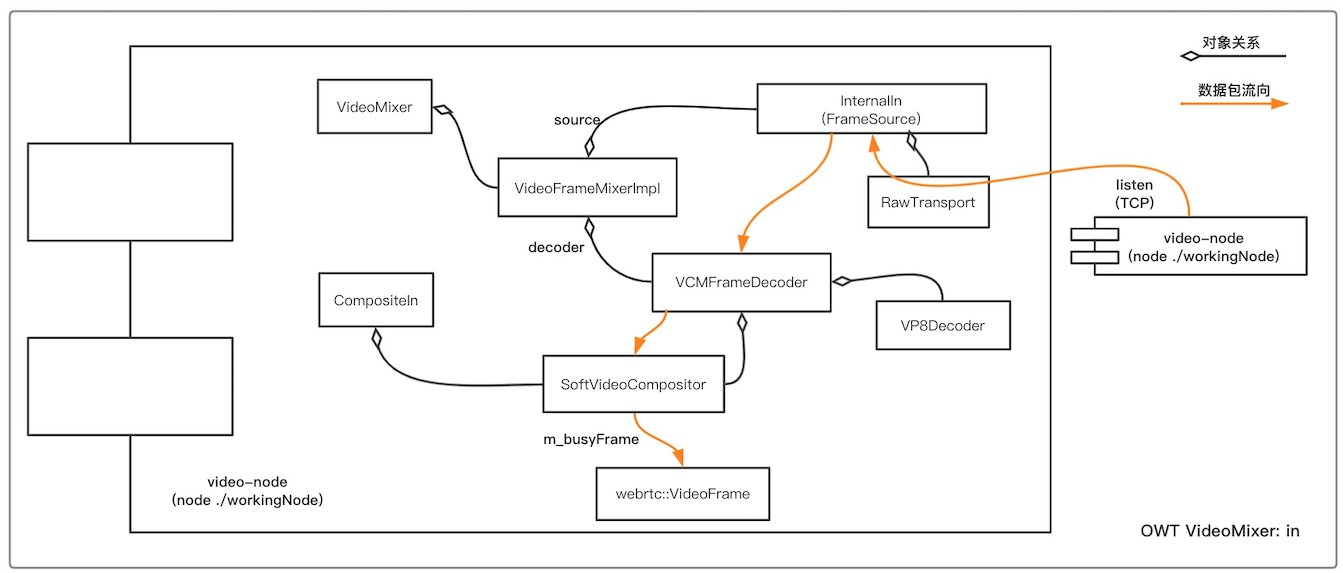 对象关系
数据包流向
VideoMixer
InternalIn
(FrameSource)
source
VideoFrameMixerImpl
RawTransport
listen
(TCP)
video-node
(node ./workingNode)
decoder
VCMFrameDecoder
CompositeIn
VP8Decoder
SoftVideoCompositor
m_busyFrame
webrtc::VideoFrame
video-node
(node ./workingNode)
OWT VideoMixer: in